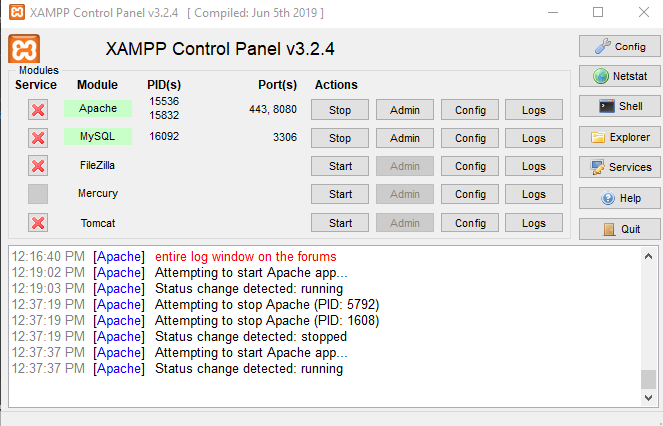 XAMPP Control Panel v3.2.4 [ Compiled: Jun 5th 2019 ]
XAMPP Control Panel v3.2.4
Config
Modules
Service Module PID(s) Port(s) Actions
Netstat
Apache 15536 15832 443, 8080 Stop Admin Config Logs
Shell
MySQL 16092 3306 Stop Admin Config Logs
Explorer
FileZilla Start Admin Config Logs
Services
Mercury Start Admin Config Logs
Help
Tomcat Start Admin Config Logs
Quit
12:16:40 PM [Apache] entire log window on the forums
12:19:02 PM [Apache] Attempting to start Apache app...
12:19:03 PM [Apache] Status change detected: running
12:37:19 PM [Apache] Attempting to stop Apache (PID: 5792)
12:37:19 PM [Apache] Attempting to stop Apache (PID: 1608)
12:37:19 PM [Apache] Status change detected: stopped
12:37:37 PM [Apache] Attempting to start Apache app...
12:37:37 PM [Apache] Status change detected: running